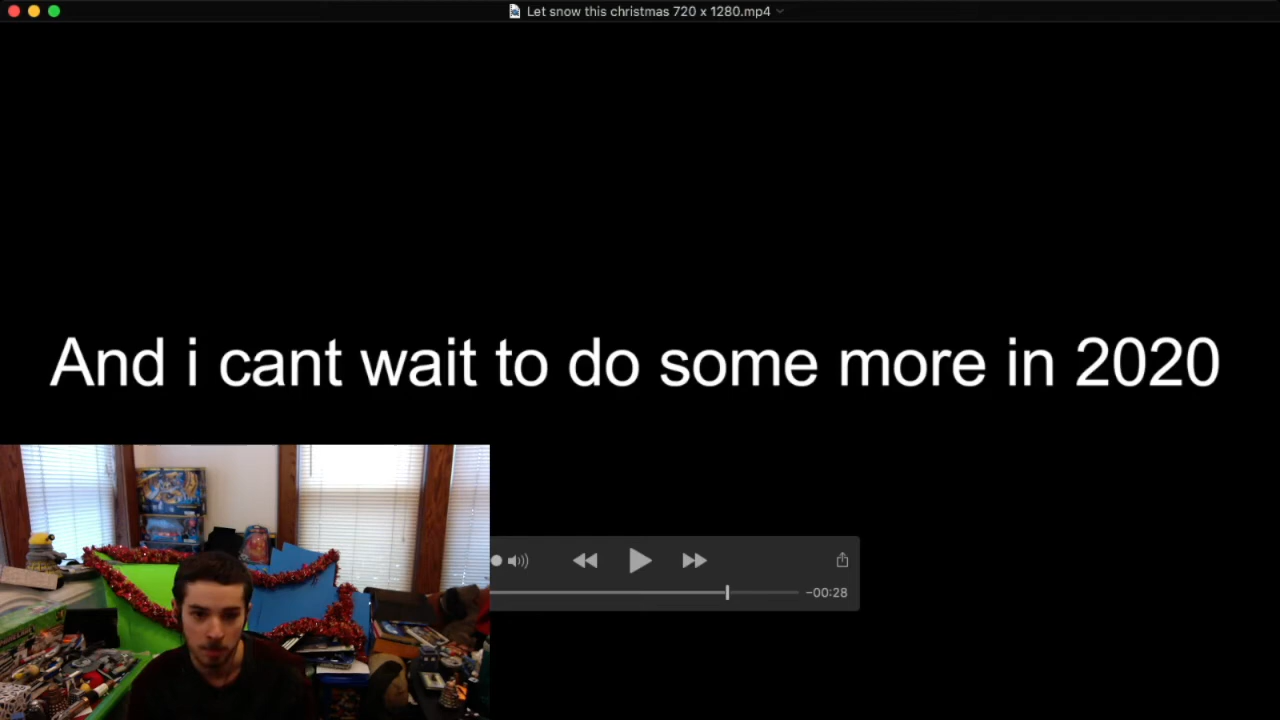 Let snow this christmas 720 x 1280.mp4
And i cant wait to do some more in 2020
-00:28